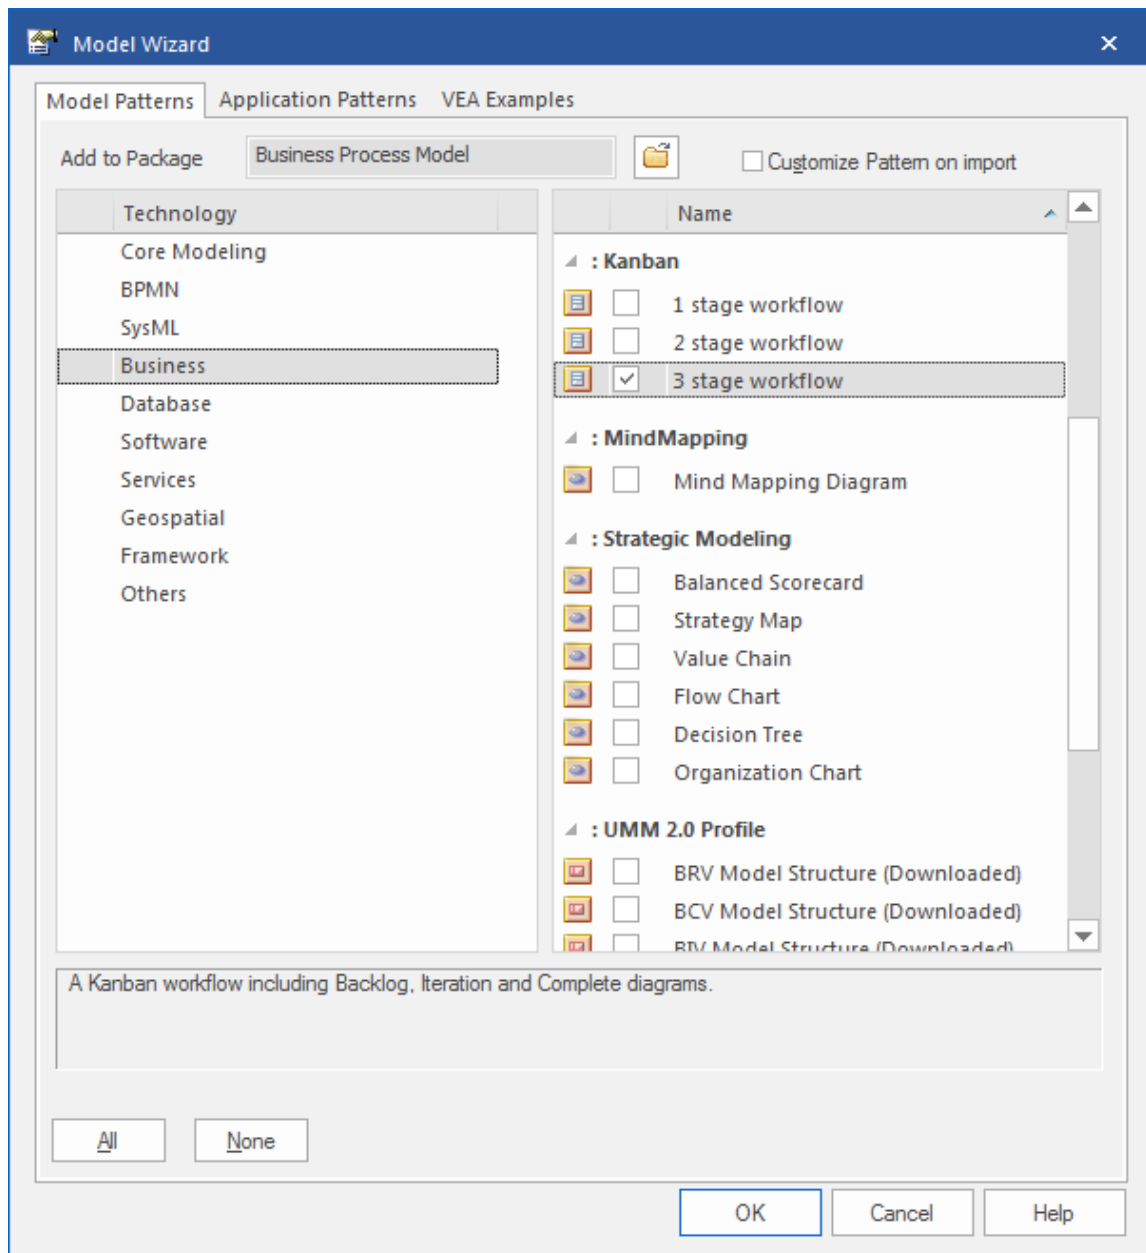 Model Wizard
Model Patterns Application Patterns VEA Examples
Add to Package Business Process Model Customize Pattern on import
Technology
Core Modeling
BPMN
SysML
Business
Database
Software
Services
Geospatial
Framework
Others
Name
: Kanban
1 stage workflow
2 stage workflow
3 stage workflow
: MindMapping
Mind Mapping Diagram
: Strategic Modeling
Balanced Scorecard
Strategy Map
Value Chain
Flow Chart
Decision Tree
Organization Chart
: UMM 2.0 Profile
BRV Model Structure (Downloaded)
BCV Model Structure (Downloaded)
BIV Model Structure (Downloaded)
A Kanban workflow including Backlog, Iteration and Complete diagrams.
All None
OK Cancel Help